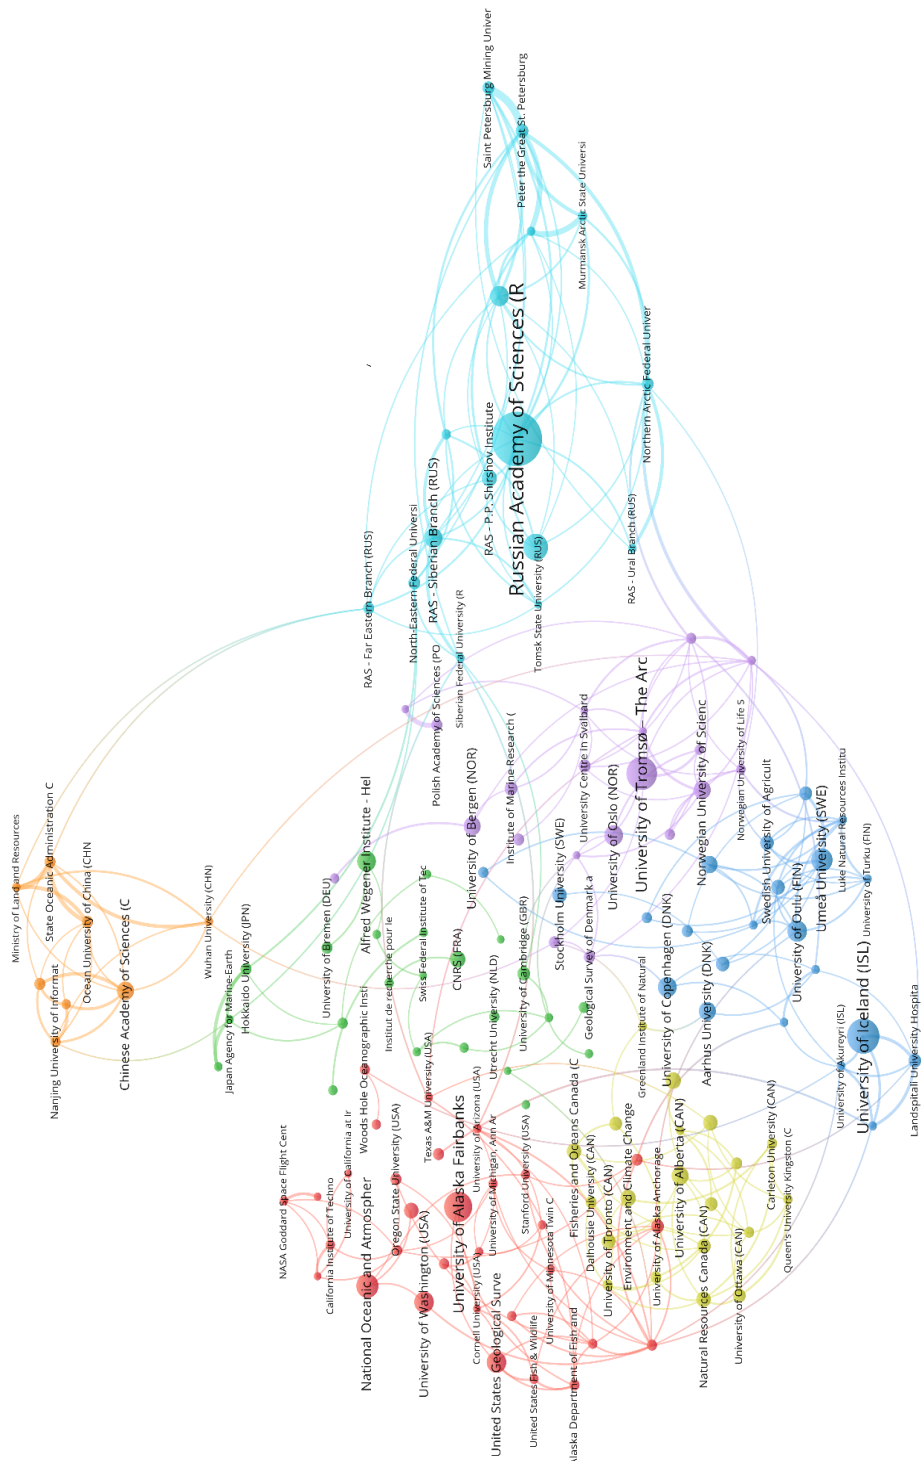 Saint Petersburg Mining Univer
Peter the Great St. Petersburg
Murmansk Arctic State Universi
Russian Academy of Sciences (R
Northern Arctic Federal Univer
RAS - P.P. Shirshov Institute
RAS - Siberian Branch (RUS)
North-Eastern Federal Universi
RAS - Far Eastern Branch (RUS)
RAS - Ural Branch (RUS)
Tomsk State University (RUS)
Siberian Federal University (R
Polish Academy of Sciences (PO
Ministry of Land and Resources
State Oceanic Administration C
Ocean University of China (CHN
Chinese Academy of Sciences (C
Nanjing University of Informat
Wuhan University (CHN)
Hokkaido University (JPN)
Japan Agency for Marine-Earth
University of Bremen (DEU)
Alfred Wegener Institute - Hel
Institut de recherche pour le
Swiss Federal Institute of Tec
CNRS (FRA)
Utrecht University (NLD)
University of Cambridge (GBR)
University of Bergen (NOR)
Institute of Marine Research (
University Centre In Svalbard
University of Oslo (NOR)
University of Tromsø – The Arc
Norwegian University of Scienc
Norwegian University of Life S
Stockholm University (SWE)
Geological Survey of Denmark a
Swedish University of Agricult
University of Oulu (FIN)
Umeå University (SWE)
Luke Natural Resources Institu
University of Turku (FIN)
University of Copenhagen (DNK)
Aarhus University (DNK)
Greenland Institute of Natural
University of Iceland (ISL)
University of Akureyri (ISL)
Landspitali University Hospita
Woods Hole Oceanographic Insti
University of California at Ir
NASA Goddard Space Flight Cent
California Institute of Techno
National Oceanic and Atmospher
Oregon State University (USA)
University of Washington (USA)
Texas A&M University (USA)
University of Alaska Fairbanks
University of Arizona (USA)
University of Michigan, Ann Ar
Cornell University (USA)
United States Geological Surve
Stanford University (USA)
United States Fish & Wildlife
University of Minnesota Twin C
Alaska Department of Fish and
Fisheries and Oceans Canada (C
Dalhousie University (CAN)
University of Toronto (CAN)
Environment and Climate Change
University of Alaska Anchorage
University of Alberta (CAN)
Natural Resources Canada (CAN)
University of Ottawa (CAN)
Carleton University (CAN)
Queen's University Kingston (C